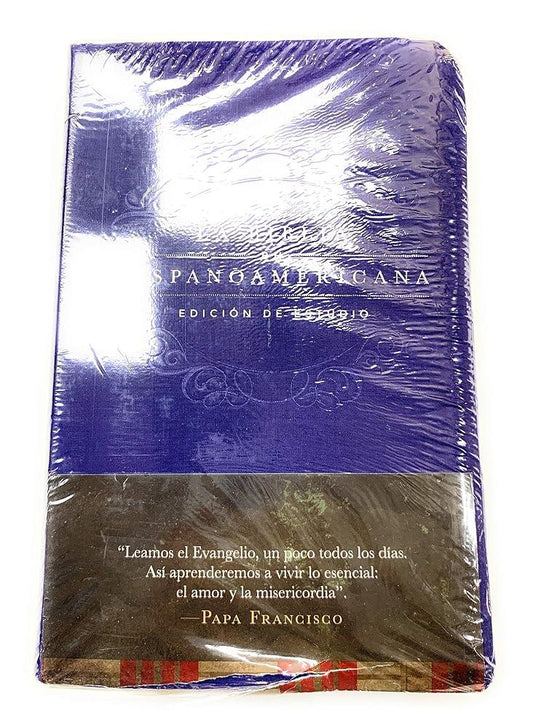 LA BIBLIA
SPANOAMERICANA
EDICIÓN DE ESTUDIO
“Leamos el Evangelio, un poco todos los días.
Así aprenderemos a vivir lo esencial:
el amor y la misericordia”.
—PAPA FRANCISCO